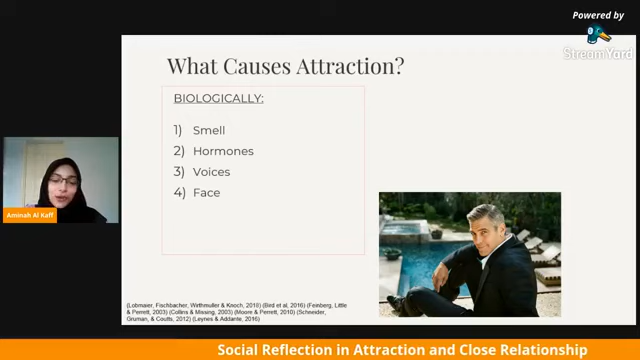 Powered by
StreamYard
What Causes Attraction?
BIOLOGICALLY:
1) Smell
2) Hormones
3) Voices
4) Face
Aminah Al Kaff
(Lobmaier, Fischbacher, Wirthmuller & Knoch, 2018) (Bird et al, 2016) (Feinberg, Little
& Perrett, 2003) (Collins & Missing, 2003) (Moore & Perrett, 2010) (Schneider,
Gruman, & Coutts, 2012) (Leynes & Addante, 2016)
Social Reflection in Attraction and Close Relationship